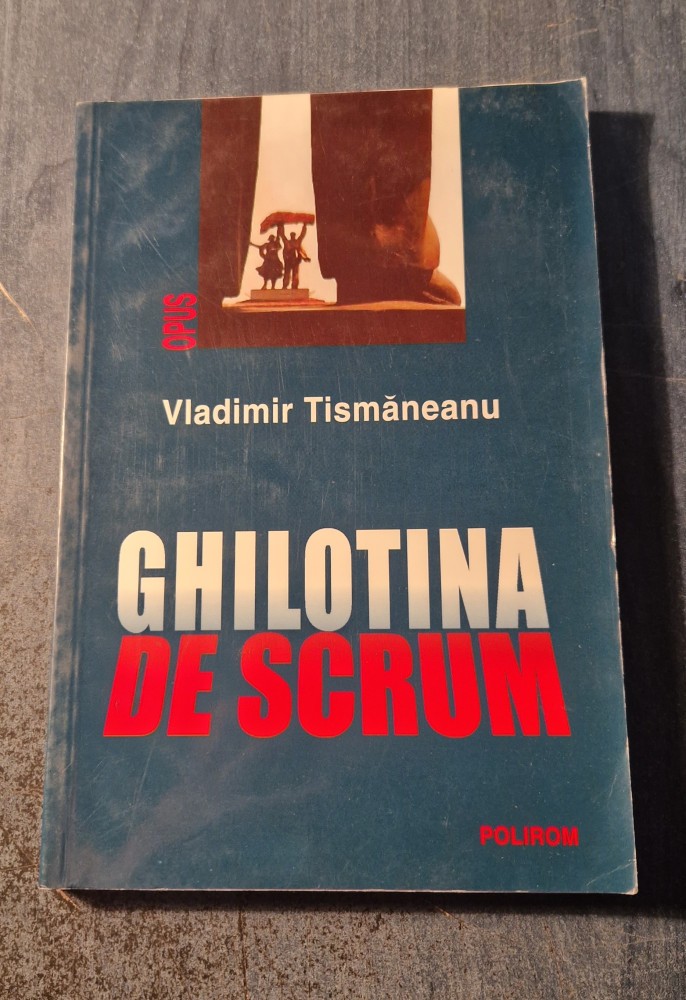 OPUS
Vladimir Tismăneanu
GHILOTINA
DE SCRUM
POLIROM